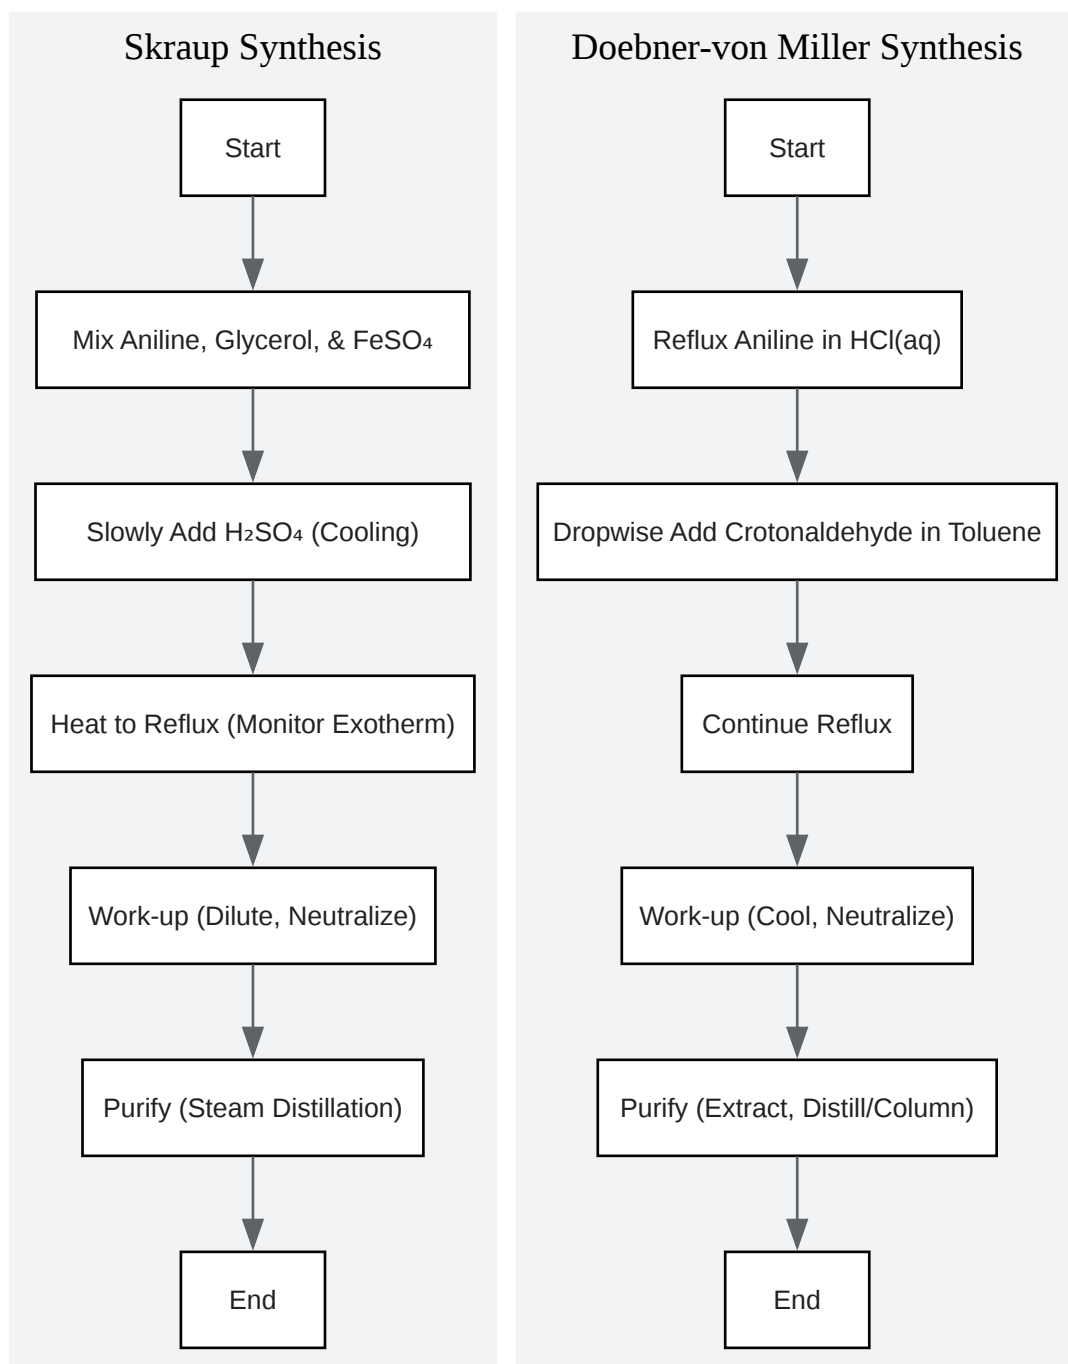 Skraup Synthesis
Start
Mix Aniline, Glycerol, & FeSO₄
Slowly Add H₂SO₄ (Cooling)
Heat to Reflux (Monitor Exotherm)
Work-up (Dilute, Neutralize)
Purify (Steam Distillation)
End
Doebner-von Miller Synthesis
Start
Reflux Aniline in HCl(aq)
Dropwise Add Crotonaldehyde in Toluene
Continue Reflux
Work-up (Cool, Neutralize)
Purify (Extract, Distill/Column)
End